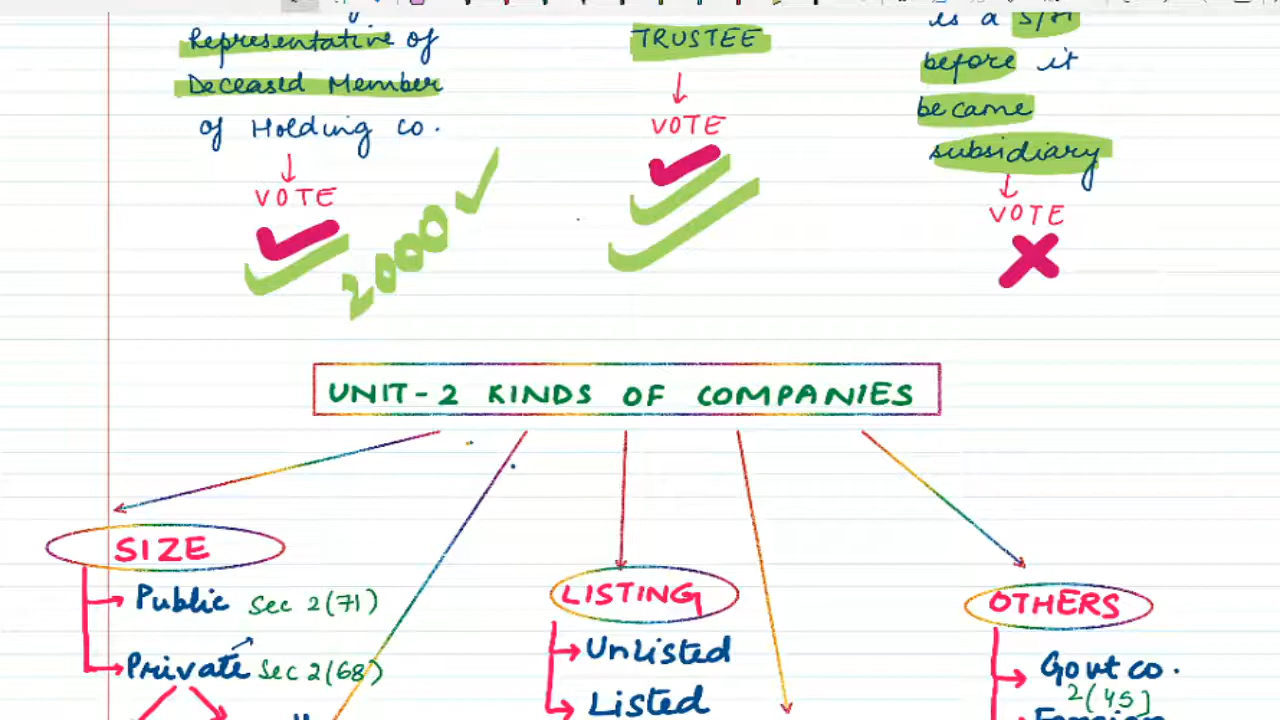 Representative of
Deceased Member
of Holding co.
VOTE
2000
TRUSTEE
VOTE
is a S/H
before it
became
subsidiary
VOTE
UNIT-2 KINDS OF COMPANIES
SIZE
Public Sec 2(71)
Private Sec 2(68)
LISTING
Unlisted
Listed
OTHERS
Govt co.
2(45)
Foreign